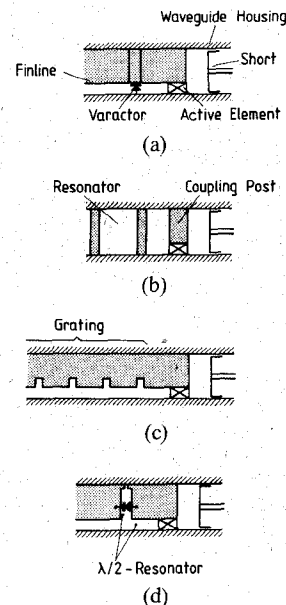 Waveguide Housing
Finline
Short
Varactor
Active Element
(a)
Resonator
Coupling Post
(b)
Grating
(c)
λ/2-Resonator
(d)